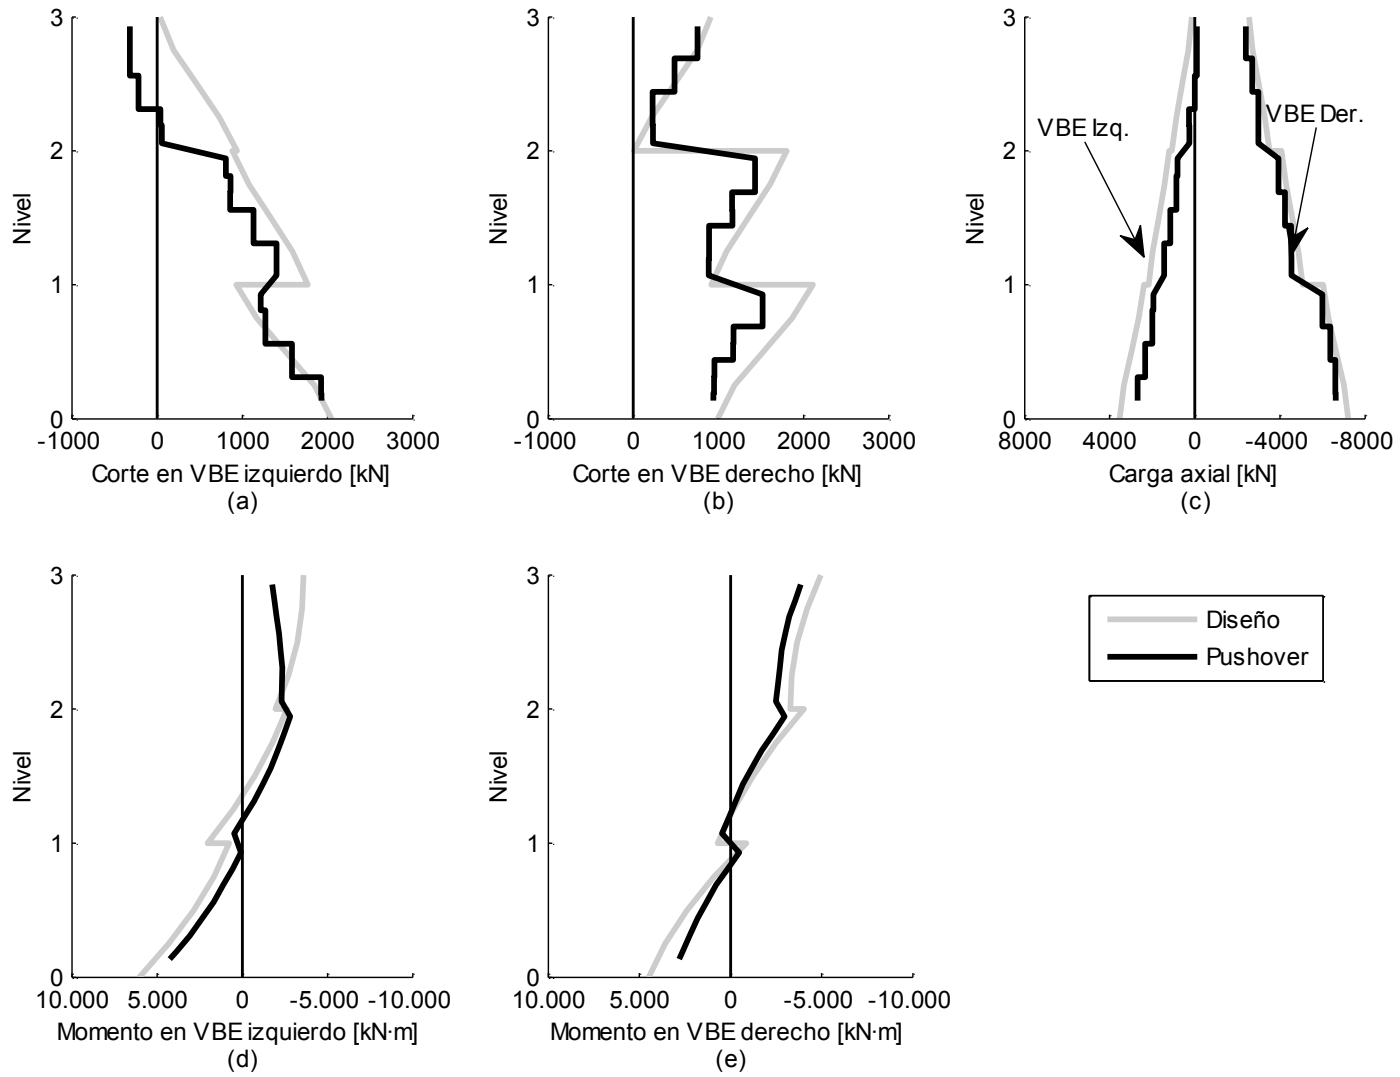 3
2
1
0
Nivel
-1000 0 1000 2000 3000
Corte en VBE izquierdo [kN]
(a)
3
2
1
0
Nivel
-1000 0 1000 2000 3000
Corte en VBE derecho [kN]
(b)
3
2
1
0
Nivel
VBE Izq.
VBE Der.
8000 4000 0 -4000 -8000
Carga axial [kN]
(c)
3
2
1
0
Nivel
10.000 5.000 0 -5.000 -10.000
Momento en VBE izquierdo [kN·m]
(d)
3
2
1
0
Nivel
10.000 5.000 0 -5.000 -10.000
Momento en VBE derecho [kN·m]
(e)
Diseño
Pushover